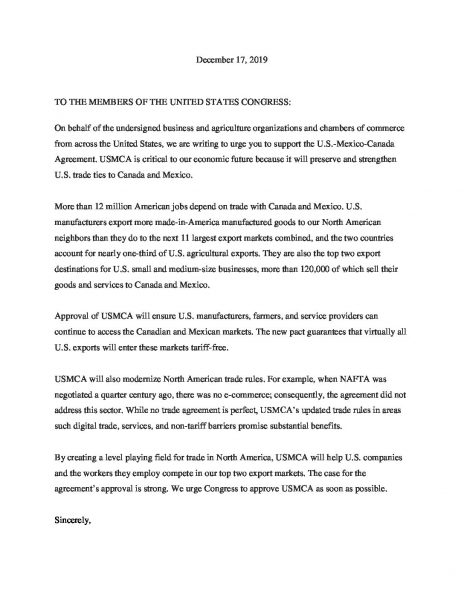 December 17, 2019
TO THE MEMBERS OF THE UNITED STATES CONGRESS:
On behalf of the undersigned business and agriculture organizations and chambers of commerce
from across the United States, we are writing to urge you to support the U.S.-Mexico-Canada
Agreement. USMCA is critical to our economic future because it will preserve and strengthen
U.S. trade ties to Canada and Mexico.
More than 12 million American jobs depend on trade with Canada and Mexico. U.S.
manufacturers export more made-in-America manufactured goods to our North American
neighbors than they do to the next 11 largest export markets combined, and the two countries
account for nearly one-third of U.S. agricultural exports. They are also the top two export
destinations for U.S. small and medium-size businesses, more than 120,000 of which sell their
goods and services to Canada and Mexico.
Approval of USMCA will ensure U.S. manufacturers, farmers, and service providers can
continue to access the Canadian and Mexican markets. The new pact guarantees that virtually all
U.S. exports will enter these markets tariff-free.
USMCA will also modernize North American trade rules. For example, when NAFTA was
negotiated a quarter century ago, there was no e-commerce; consequently, the agreement did not
address this sector. While no trade agreement is perfect, USMCA's updated trade rules in areas
such digital trade, services, and non-tariff barriers promise substantial benefits.
By creating a level playing field for trade in North America, USMCA will help U.S. companies
and the workers they employ compete in our top two export markets. The case for the
agreement's approval is strong. We urge Congress to approve USMCA as soon as possible.
Sincerely,